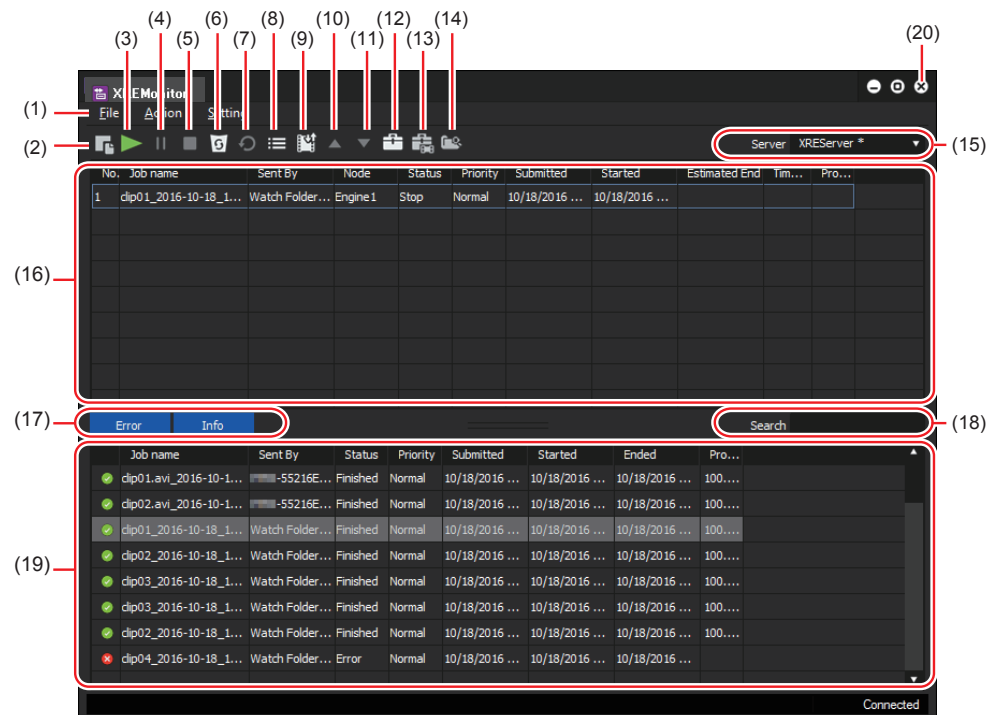 (4) (6) (8) (10) (12) (14)
(3) (5) (7) (9) (11) (13) (20)
XREMonitor
(1) File Action Setting
(2) Server XREServer * (15)
No. Job name Sent By Node Status Priority Submitted Started Estimated End Tim... Pro...
1 clip01_2016-10-18_1... Watch Folder... Engine1 Stop Normal 10/18/2016 ... 10/18/2016 ...
(16)
(17) Error Info Search (18)
Job name Sent By Status Priority Submitted Started Ended Pro...
clip01.avi_2016-10-1... -55216E... Finished Normal 10/18/2016 ... 10/18/2016 ... 10/18/2016 ... 100....
clip02.avi_2016-10-1... -55216E... Finished Normal 10/18/2016 ... 10/18/2016 ... 10/18/2016 ... 100....
clip01_2016-10-18_1... Watch Folder... Finished Normal 10/18/2016 ... 10/18/2016 ... 10/18/2016 ... 100....
clip02_2016-10-18_1... Watch Folder... Finished Normal 10/18/2016 ... 10/18/2016 ... 10/18/2016 ... 100....
(19)
clip03_2016-10-18_1... Watch Folder... Finished Normal 10/18/2016 ... 10/18/2016 ... 10/18/2016 ... 100....
clip03_2016-10-18_1... Watch Folder... Finished Normal 10/18/2016 ... 10/18/2016 ... 10/18/2016 ... 100....
clip02_2016-10-18_1... Watch Folder... Finished Normal 10/18/2016 ... 10/18/2016 ... 10/18/2016 ... 100....
clip04_2016-10-18_1... Watch Folder... Error Normal 10/18/2016 ... 10/18/2016 ... 10/18/2016 ...
Connected